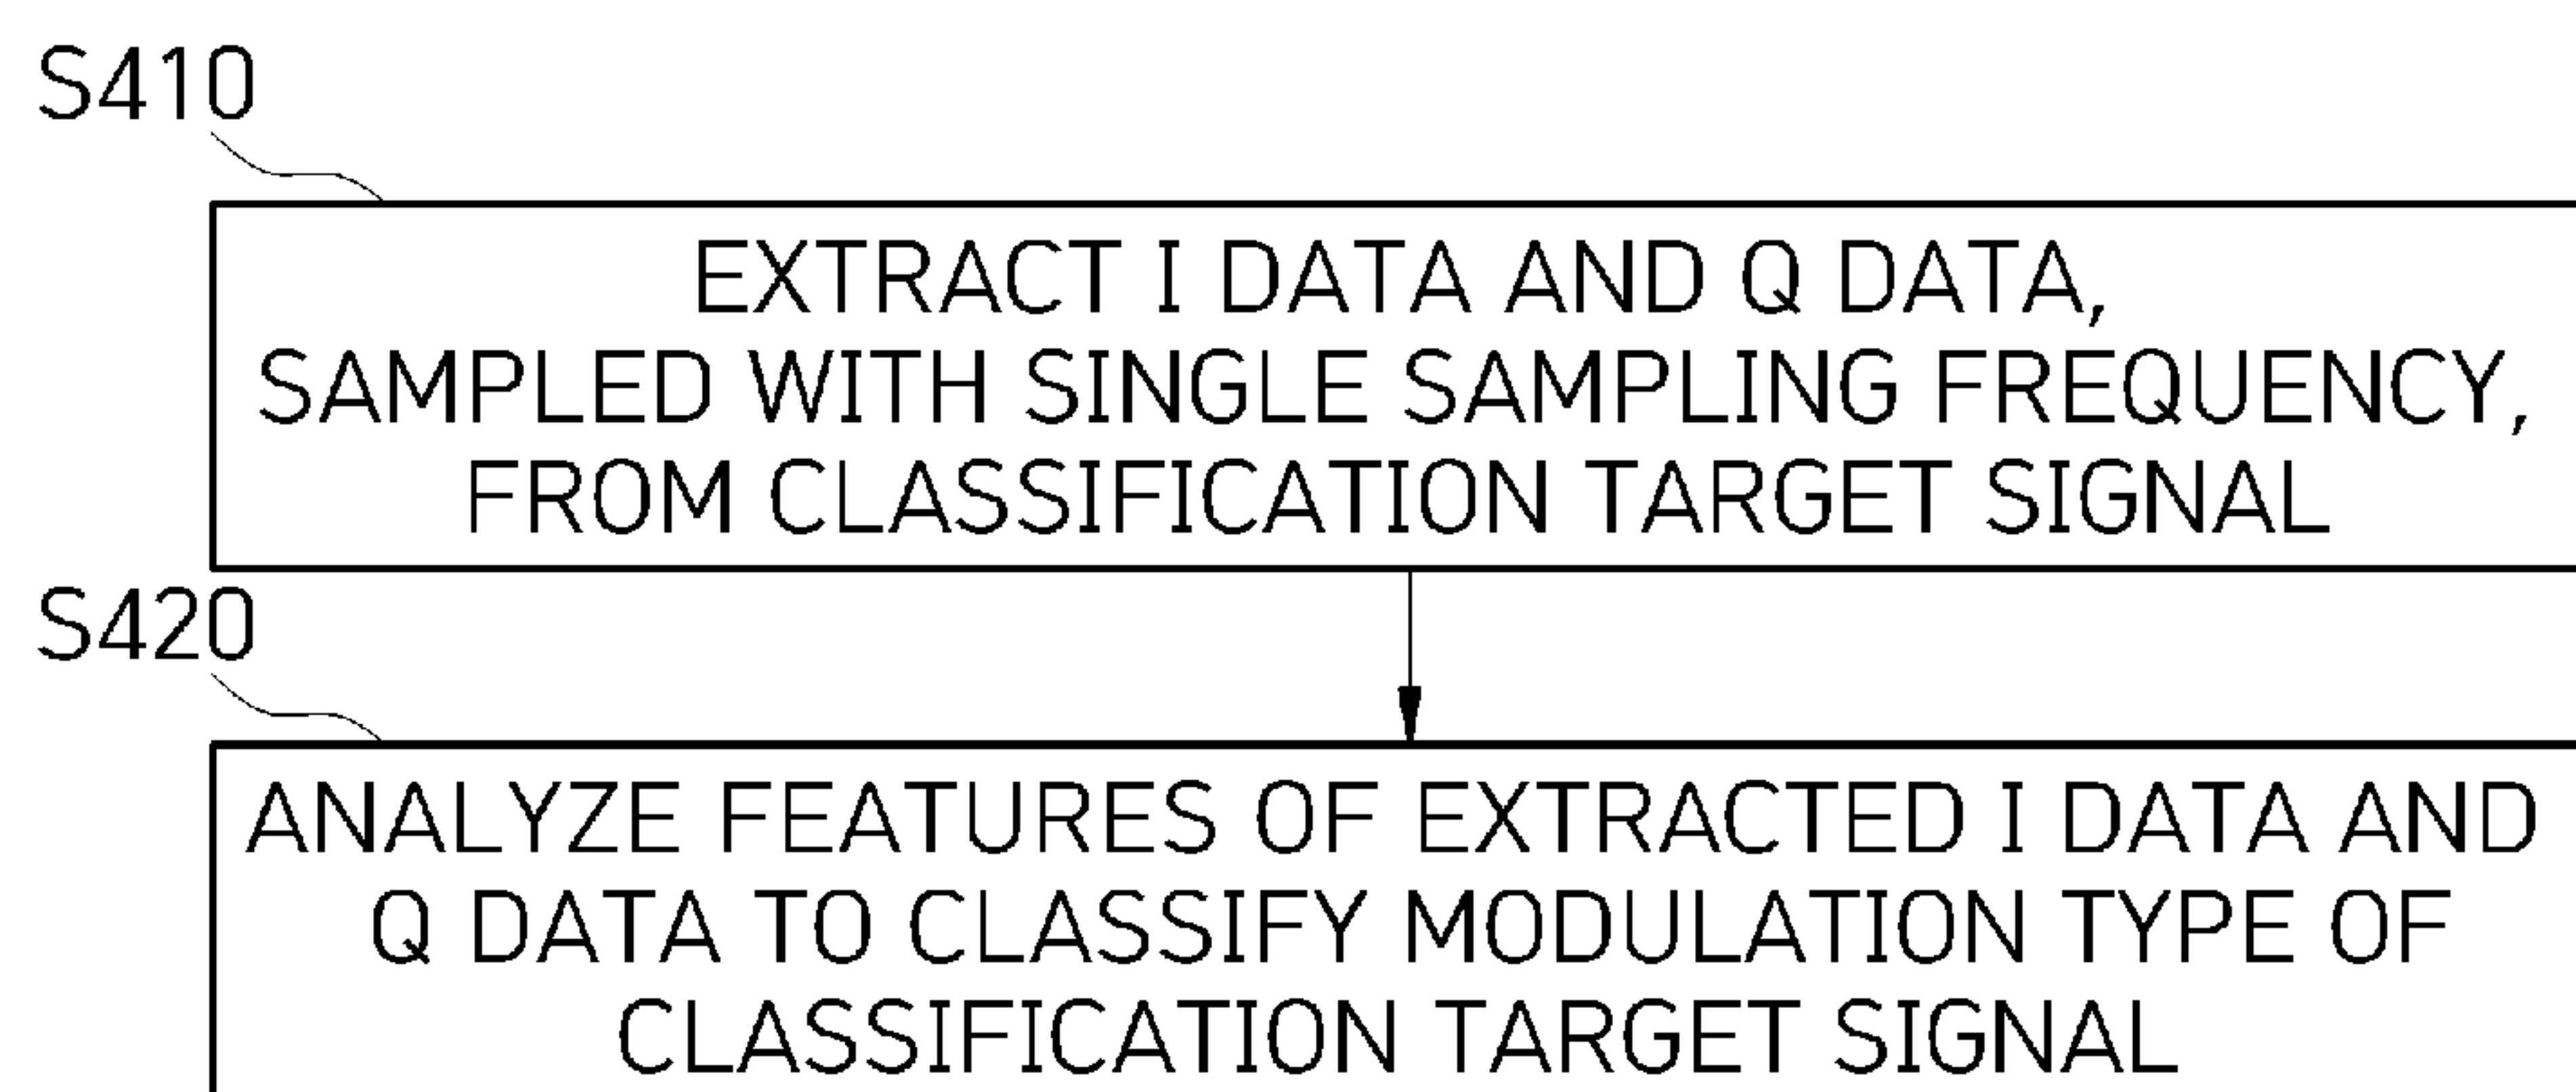 S410
EXTRACT I DATA AND Q DATA,
SAMPLED WITH SINGLE SAMPLING FREQUENCY,
FROM CLASSIFICATION TARGET SIGNAL
S420
ANALYZE FEATURES OF EXTRACTED I DATA AND
Q DATA TO CLASSIFY MODULATION TYPE OF
CLASSIFICATION TARGET SIGNAL